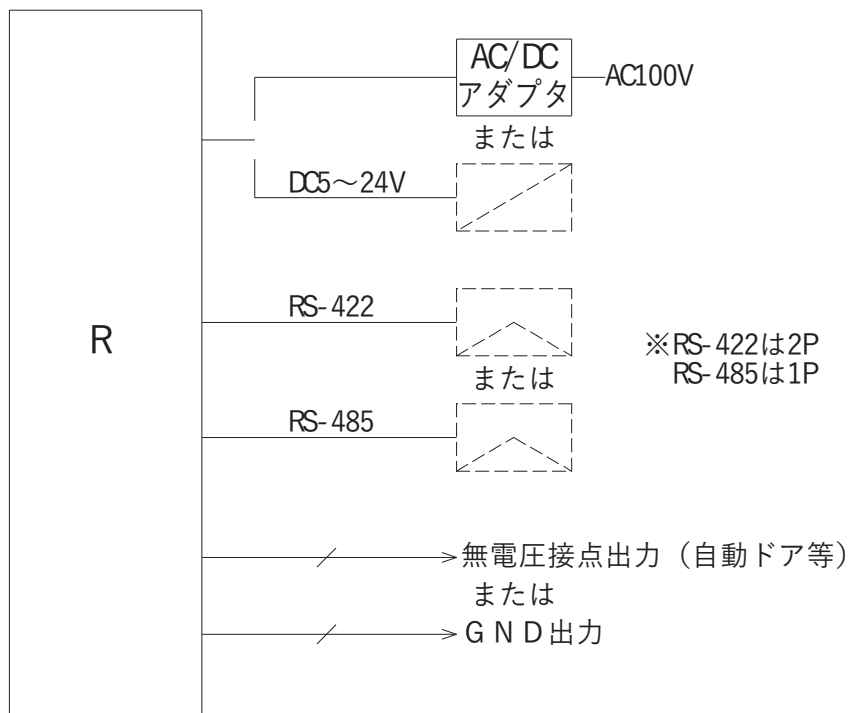 AC/DC
アダプタ
AC100V
または
DC5～24V
R
RS-422
※RS-422は2P
RS-485は1P
または
RS-485
無電圧接点出力（自動ドア等）
または
ＧＮＤ出力